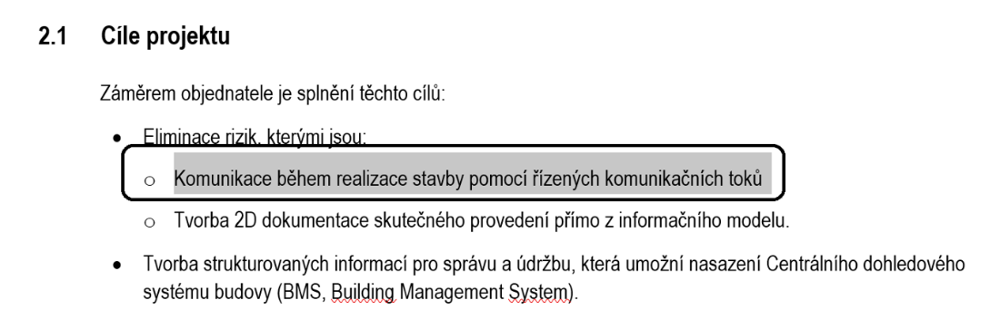 2.1 Cíle projektu
Záměrem objednatele je splnění těchto cílů:
• Eliminace rizik, kterými jsou:
o Komunikace během realizace stavby pomocí řízených komunikačních toků
o Tvorba 2D dokumentace skutečného provedení přímo z informačního modelu.
• Tvorba strukturovaných informací pro správu a údržbu, která umožní nasazení Centrálního dohledového
systému budovy (BMS, Building Management System).